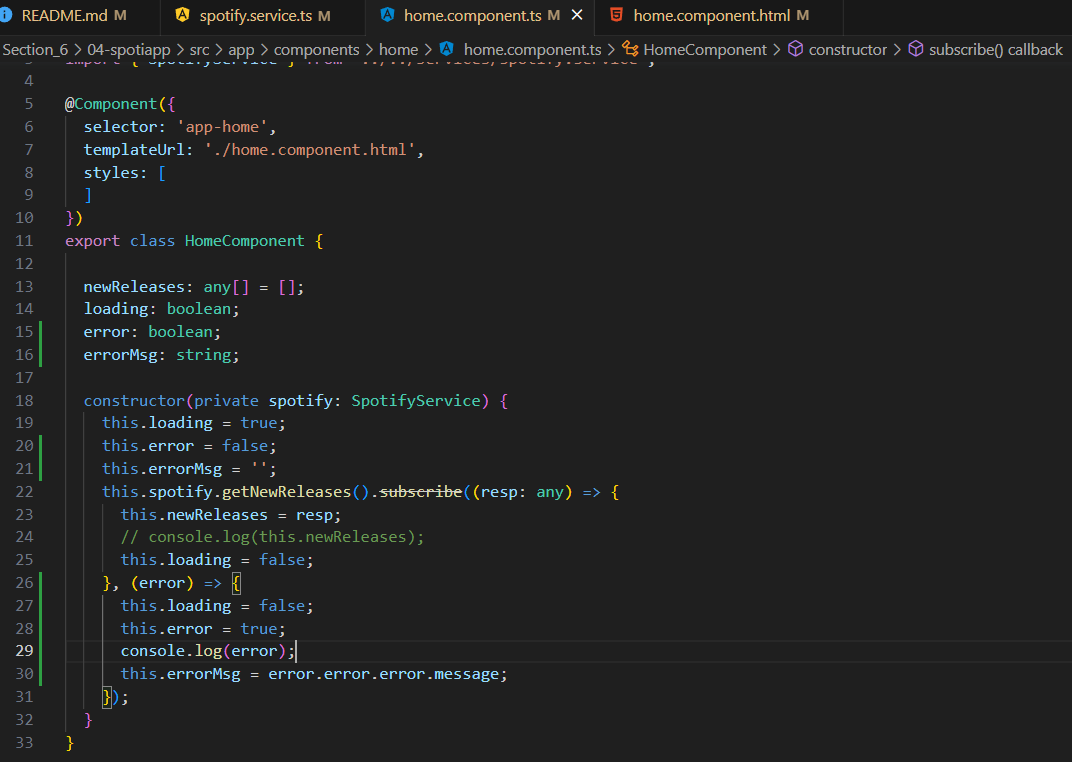 README.md M spotify.service.ts M home.component.ts M home.component.html M
Section_6 > 04-spotiapp > src > app > components > home > home.component.ts > HomeComponent > constructor > subscribe() callback
4
5 @Component({
6 selector: 'app-home',
7 templateUrl: './home.component.html',
8 styles: [
9 ]
10 })
11 export class HomeComponent {
12
13 newReleases: any[] = [];
14 loading: boolean;
15 error: boolean;
16 errorMsg: string;
17
18 constructor(private spotify: SpotifyService) {
19 this.loading = true;
20 this.error = false;
21 this.errorMsg = '';
22 this.spotify.getNewReleases().subscribe((resp: any) => {
23 this.newReleases = resp;
24 // console.log(this.newReleases);
25 this.loading = false;
26 }, (error) => {
27 this.loading = false;
28 this.error = true;
29 console.log(error);
30 this.errorMsg = error.error.error.message;
31 });
32 }
33 }